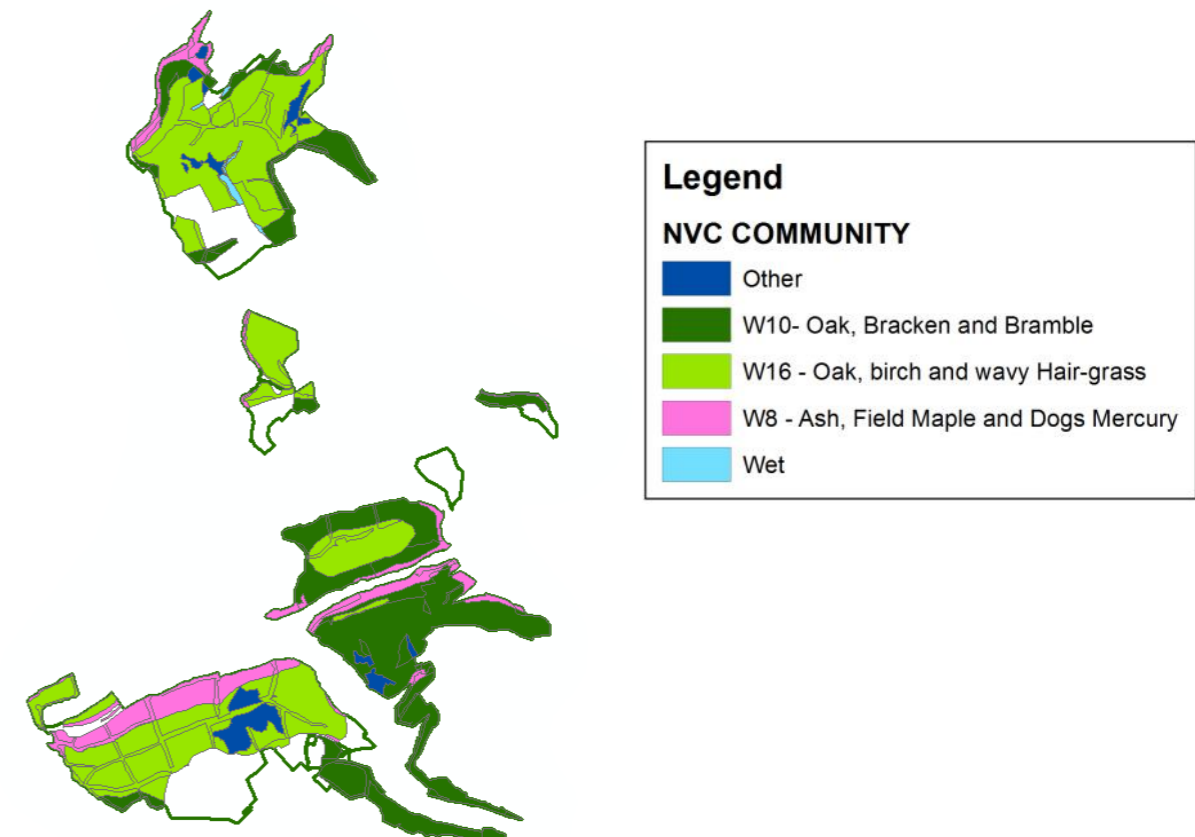 Legend
NVC COMMUNITY
Other
W10- Oak, Bracken and Bramble
W16 - Oak, birch and wavy Hair-grass
W8 - Ash, Field Maple and Dogs Mercury
Wet